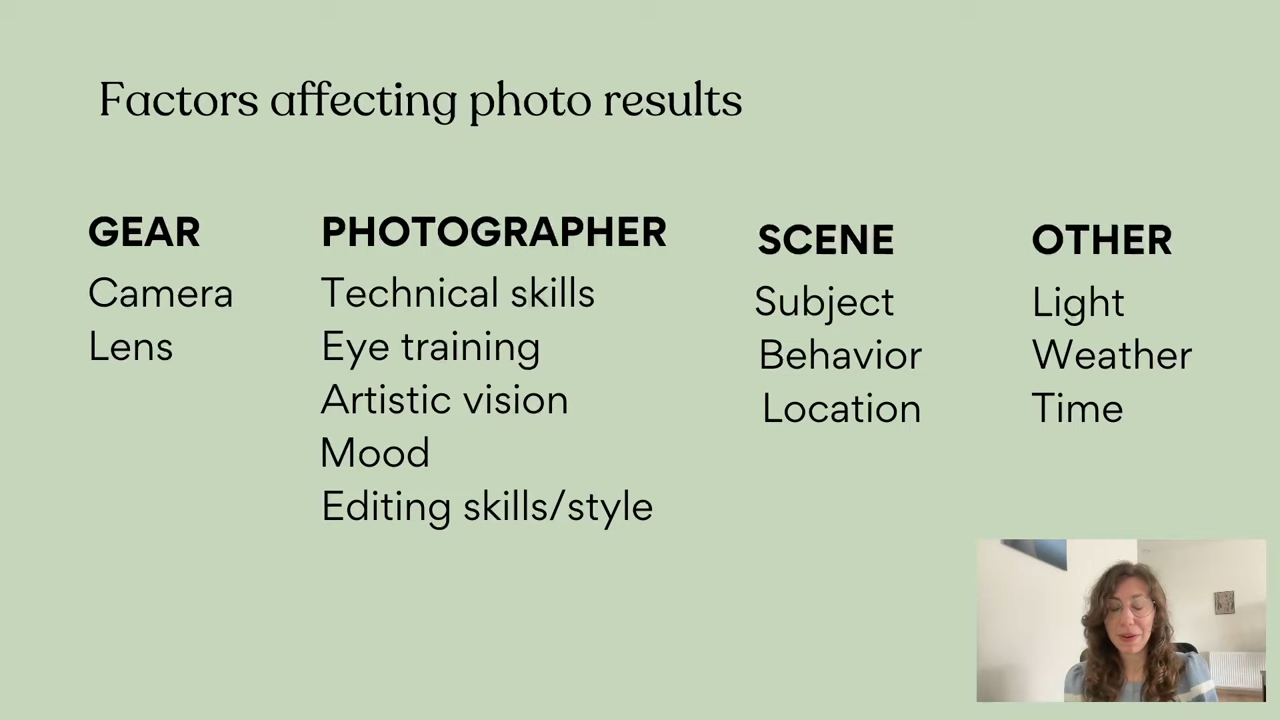 Factors affecting photo results
GEAR
Camera
Lens
PHOTOGRAPHER
Technical skills
Eye training
Artistic vision
Mood
Editing skills/style
SCENE
Subject
Behavior
Location
OTHER
Light
Weather
Time